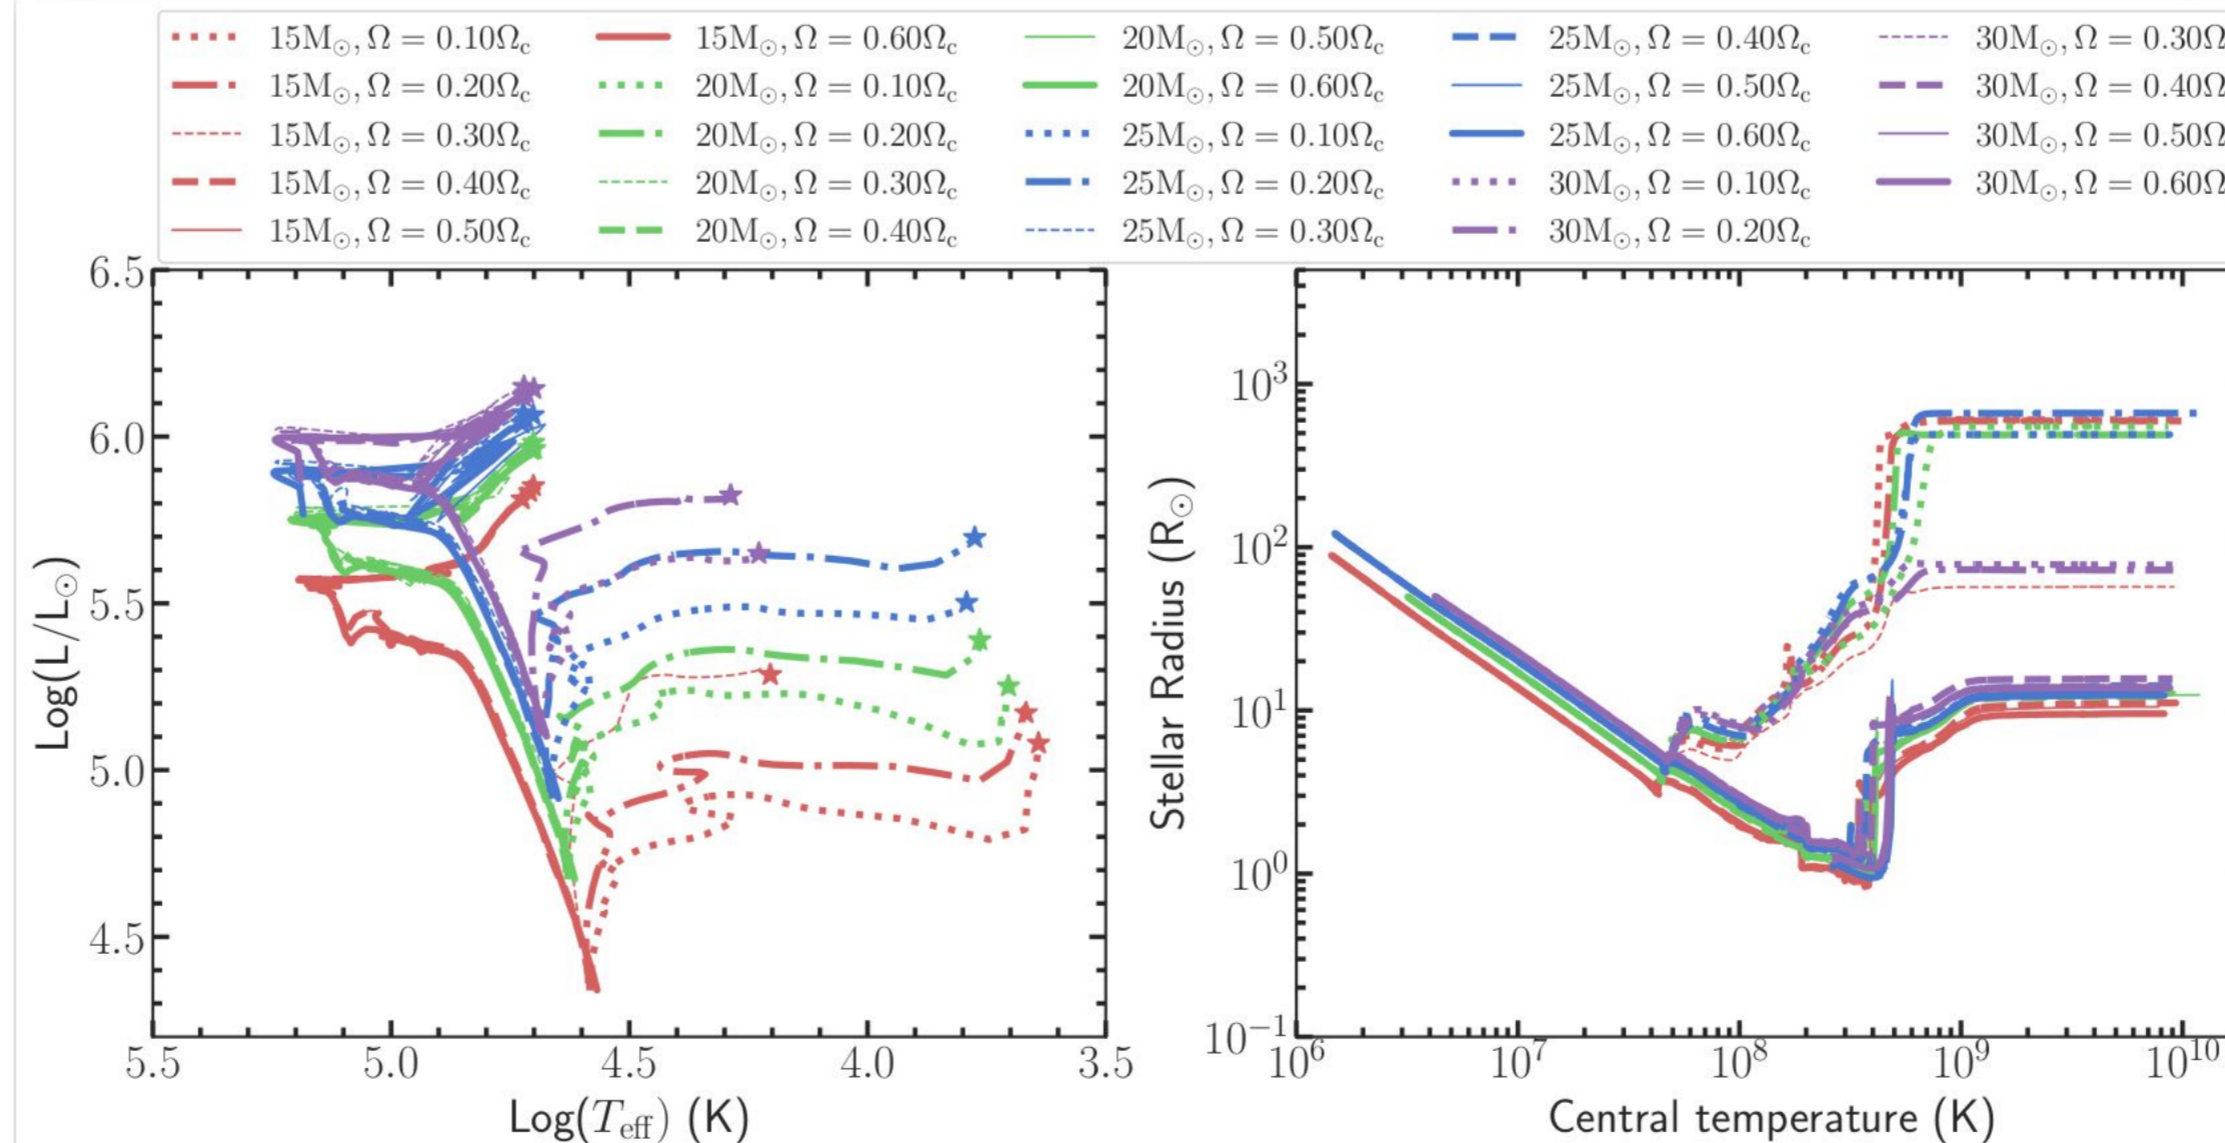 15M☉, Ω = 0.10Ωc
15M☉, Ω = 0.20Ωc
15M☉, Ω = 0.30Ωc
15M☉, Ω = 0.40Ωc
15M☉, Ω = 0.50Ωc
15M☉, Ω = 0.60Ωc
20M☉, Ω = 0.10Ωc
20M☉, Ω = 0.20Ωc
20M☉, Ω = 0.30Ωc
20M☉, Ω = 0.40Ωc
20M☉, Ω = 0.50Ωc
20M☉, Ω = 0.60Ωc
25M☉, Ω = 0.10Ωc
25M☉, Ω = 0.20Ωc
25M☉, Ω = 0.30Ωc
25M☉, Ω = 0.40Ωc
25M☉, Ω = 0.50Ωc
25M☉, Ω = 0.60Ωc
30M☉, Ω = 0.10Ωc
30M☉, Ω = 0.20Ωc
30M☉, Ω = 0.30Ω
30M☉, Ω = 0.40Ω
30M☉, Ω = 0.50Ω
30M☉, Ω = 0.60Ω
Log(L/L☉)
6.5
6.0
5.5
5.0
4.5
5.5 5.0 4.5 4.0 3.5
Log(Teff) (K)
Stellar Radius (R☉)
10³
10²
10¹
10⁰
10⁻¹
10⁶ 10⁷ 10⁸ 10⁹ 10¹⁰
Central temperature (K)